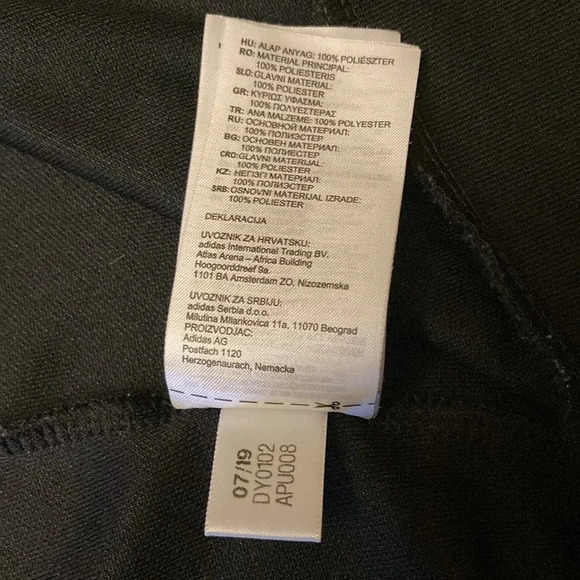 HU: ALAP ANYAG: 100% POLIÉSZTER
RO: MATERIAL PRINCIPAL:
100% POLIESTERIS
SLO: GLAVNI MATERIAL:
100% POLIESTER
GR: ΚΥΡΙΩΣ ΥΦΑΣΜΑ:
100% ΠΟΛΥΕΣΤΕΡΑΣ
TR: ANA MALZEME: 100% POLYESTER
RU: ОСНОВНОЙ МАТЕРИАЛ:
100% ПОЛИЭСТЕР
BG: ОСНОВЕН МАТЕРИАЛ:
100% ПОЛИЕСТЕР
CRO: GLAVNI MATERIJAL:
100% POLIESTER
KZ: НЕГІЗГІ МАТЕРИАЛ:
100% ПОЛИЭСТЕР
SRB: OSNOVNI MATERIJAL IZRADE:
100% POLIESTER
DEKLARACIJA
UVOZNIK ZA HRVATSKU:
adidas International Trading BV.
Atlas Arena – Africa Building
Hoogoorddreef 9a.
1101 BA Amsterdam ZO, Nizozemska
UVOZNIK ZA SRBIJU:
adidas Serbia d.o.o.
Milutina Milankovica 11a, 11070 Beograd
PROIZVODJAC:
Adidas AG
Postfach 1120
Herzogenaurach, Nemacka
07/19
DY0102
APU008